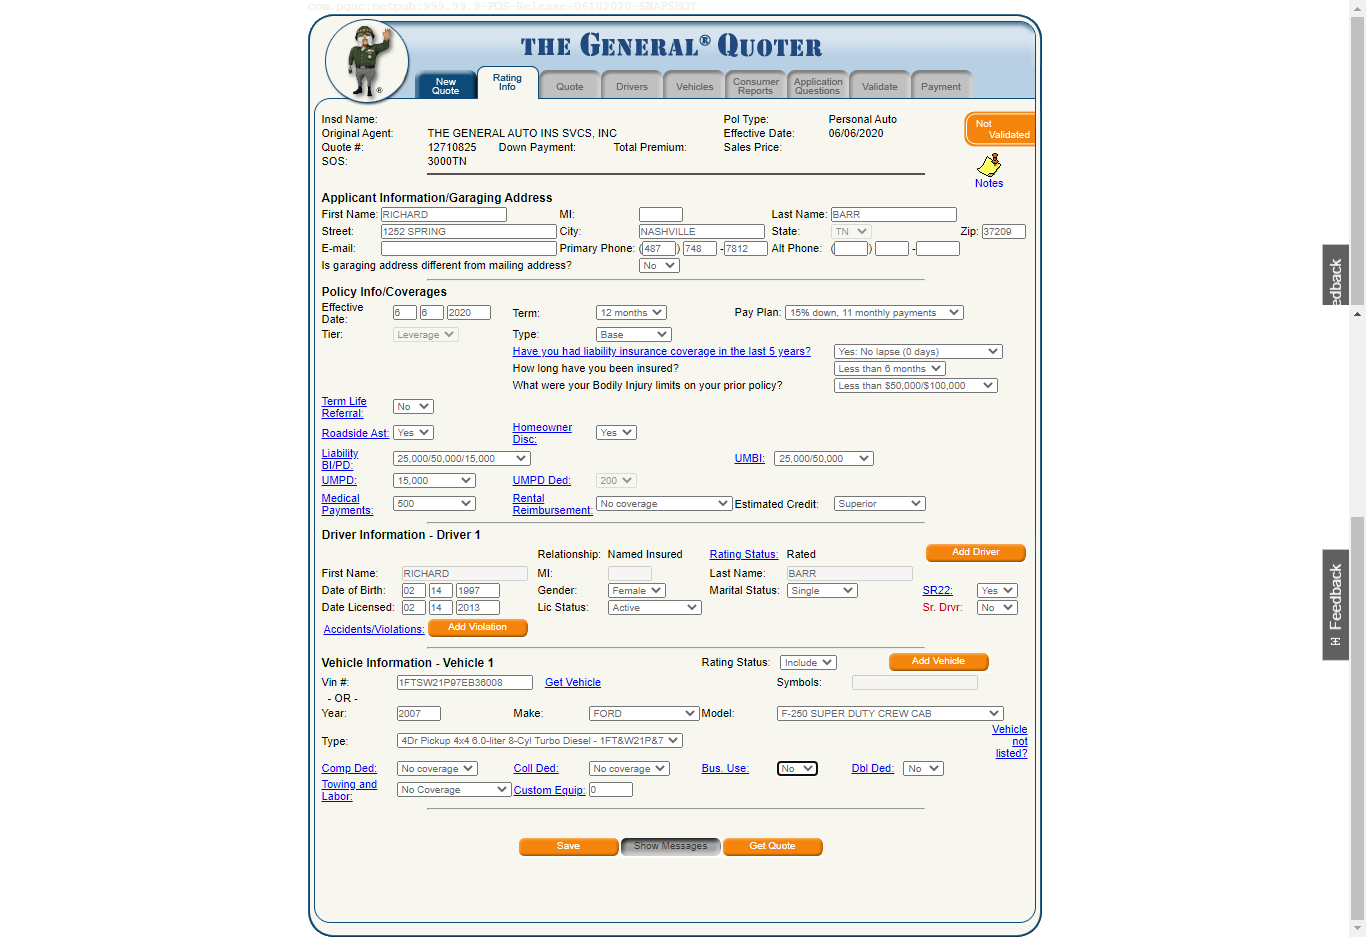 com.pgac:netpub:999.99.9-POS-Release-06102020-SNAPSHOT
THE GENERAL® QUOTER
New Quote
Rating Info
Quote
Drivers
Vehicles
Consumer Reports
Application Questions
Validate
Payment
Insd Name: Pol Type: Personal Auto
Original Agent: THE GENERAL AUTO INS SVCS, INC Effective Date: 06/06/2020
Quote #: 12710825 Down Payment: Total Premium: Sales Price:
SOS: 3000TN
Not Validated
Notes
Applicant Information/Garaging Address
First Name: RICHARD MI: Last Name: BARR
Street: 1252 SPRING City: NASHVILLE State: TN Zip: 37209
E-mail: Primary Phone: (487) 748 -7812 Alt Phone: ( ) -
Is garaging address different from mailing address? No
Policy Info/Coverages
Effective Date: 6 6 2020 Term: 12 months Pay Plan: 15% down, 11 monthly payments
Tier: Leverage Type: Base
Have you had liability insurance coverage in the last 5 years? Yes: No lapse (0 days)
How long have you been insured? Less than 6 months
What were your Bodily Injury limits on your prior policy? Less than $50,000/$100,000
Term Life Referral: No
Roadside Ast: Yes Homeowner Disc: Yes
Liability BI/PD: 25,000/50,000/15,000 UMBI: 25,000/50,000
UMPD: 15,000 UMPD Ded: 200
Medical Payments: 500 Rental Reimbursement: No coverage Estimated Credit: Superior
Driver Information - Driver 1
Relationship: Named Insured Rating Status: Rated Add Driver
First Name: RICHARD MI: Last Name: BARR
Date of Birth: 02 14 1997 Gender: Female Marital Status: Single SR22: Yes
Date Licensed: 02 14 2013 Lic Status: Active Sr. Drvr: No
Accidents/Violations: Add Violation
Vehicle Information - Vehicle 1 Rating Status: Include Add Vehicle
Vin #: 1FTSW21P97EB36008 Get Vehicle Symbols:
- OR -
Year: 2007 Make: FORD Model: F-250 SUPER DUTY CREW CAB
Vehicle not listed?
Type: 4Dr Pickup 4x4 6.0-liter 8-Cyl Turbo Diesel - 1FT&W21P&7
Comp Ded: No coverage Coll Ded: No coverage Bus. Use: No Dbl Ded: No
Towing and Labor: No Coverage Custom Equip: 0
Save
Show Messages
Get Quote
edback
Feedback